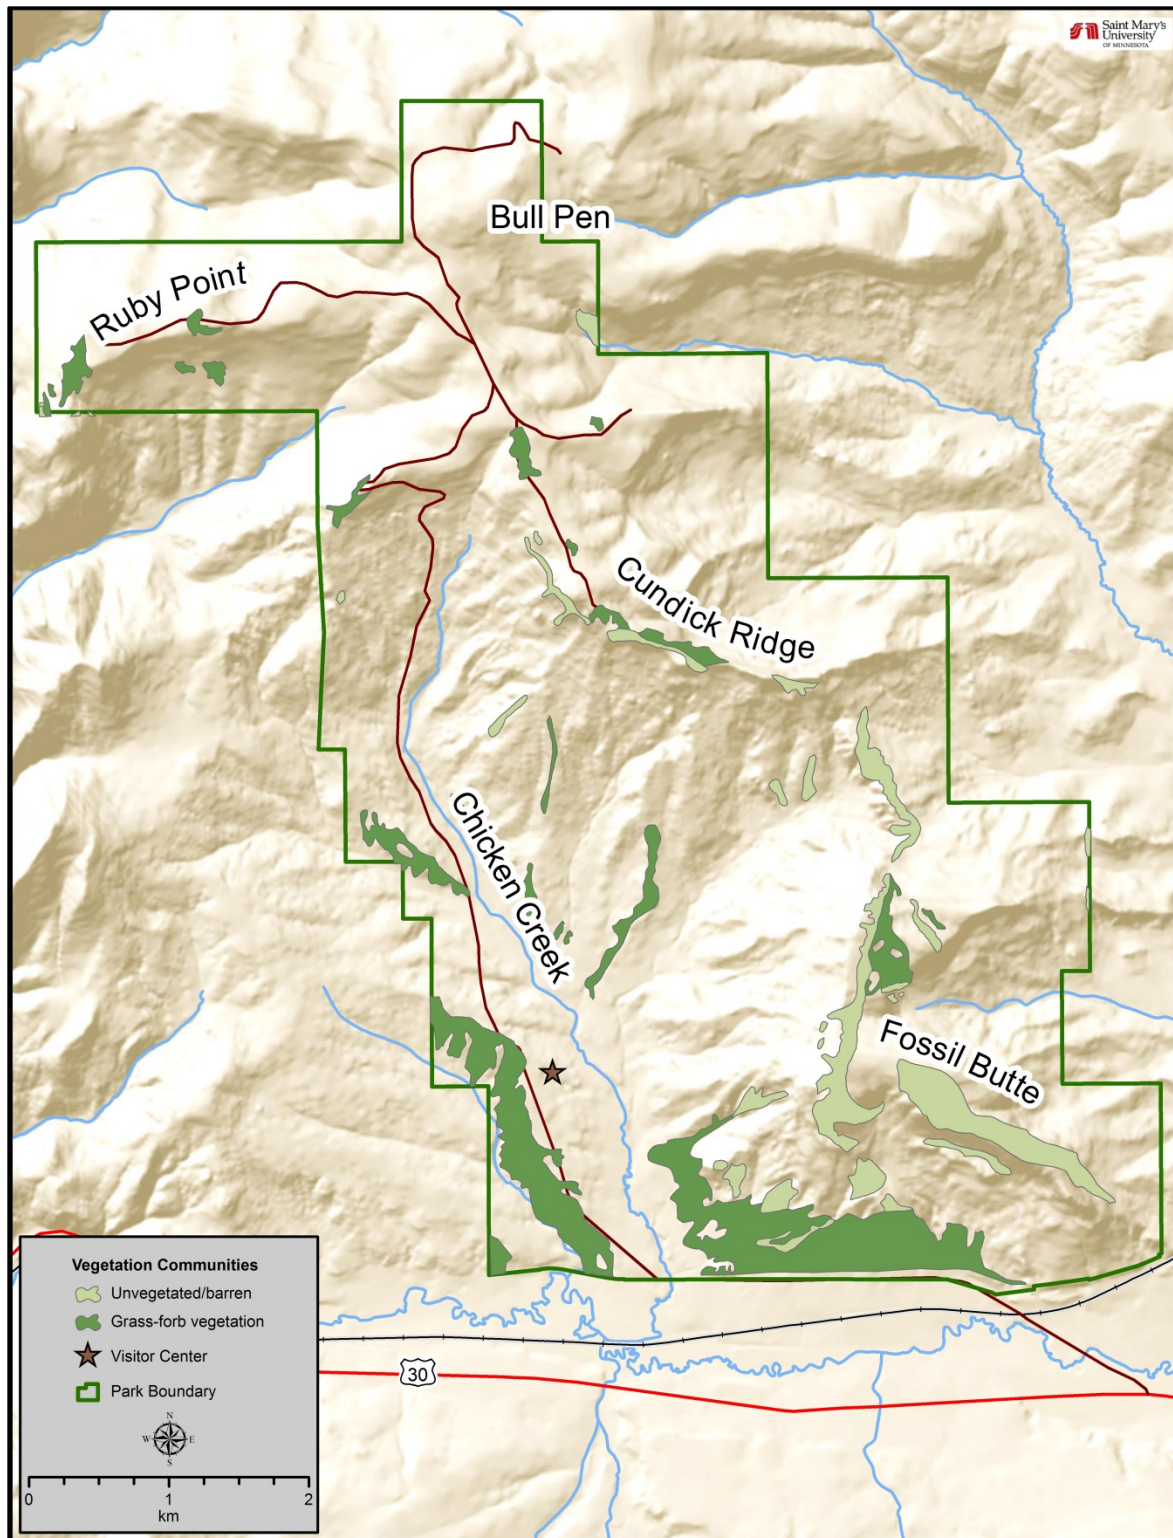 Saint Mary's
University
OF MINNESOTA
Bull Pen
Ruby Point
Cundick Ridge
Chicken Creek
Fossil Butte
Vegetation Communities
Unvegetated/barren
Grass-forb vegetation
Visitor Center
Park Boundary
N
W E
S
0 1 2
km
30